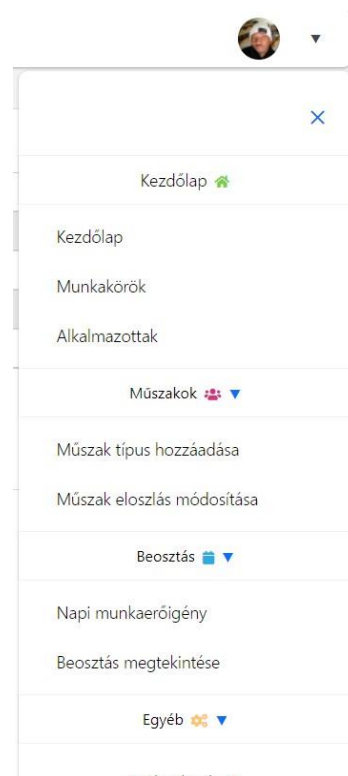 Kezdőlap
Kezdőlap
Munkakörök
Alkalmazottak
Műszakok
Műszak típus hozzáadása
Műszak eloszlás módosítása
Beosztás
Napi munkaerőigény
Beosztás megtekintése
Egyéb